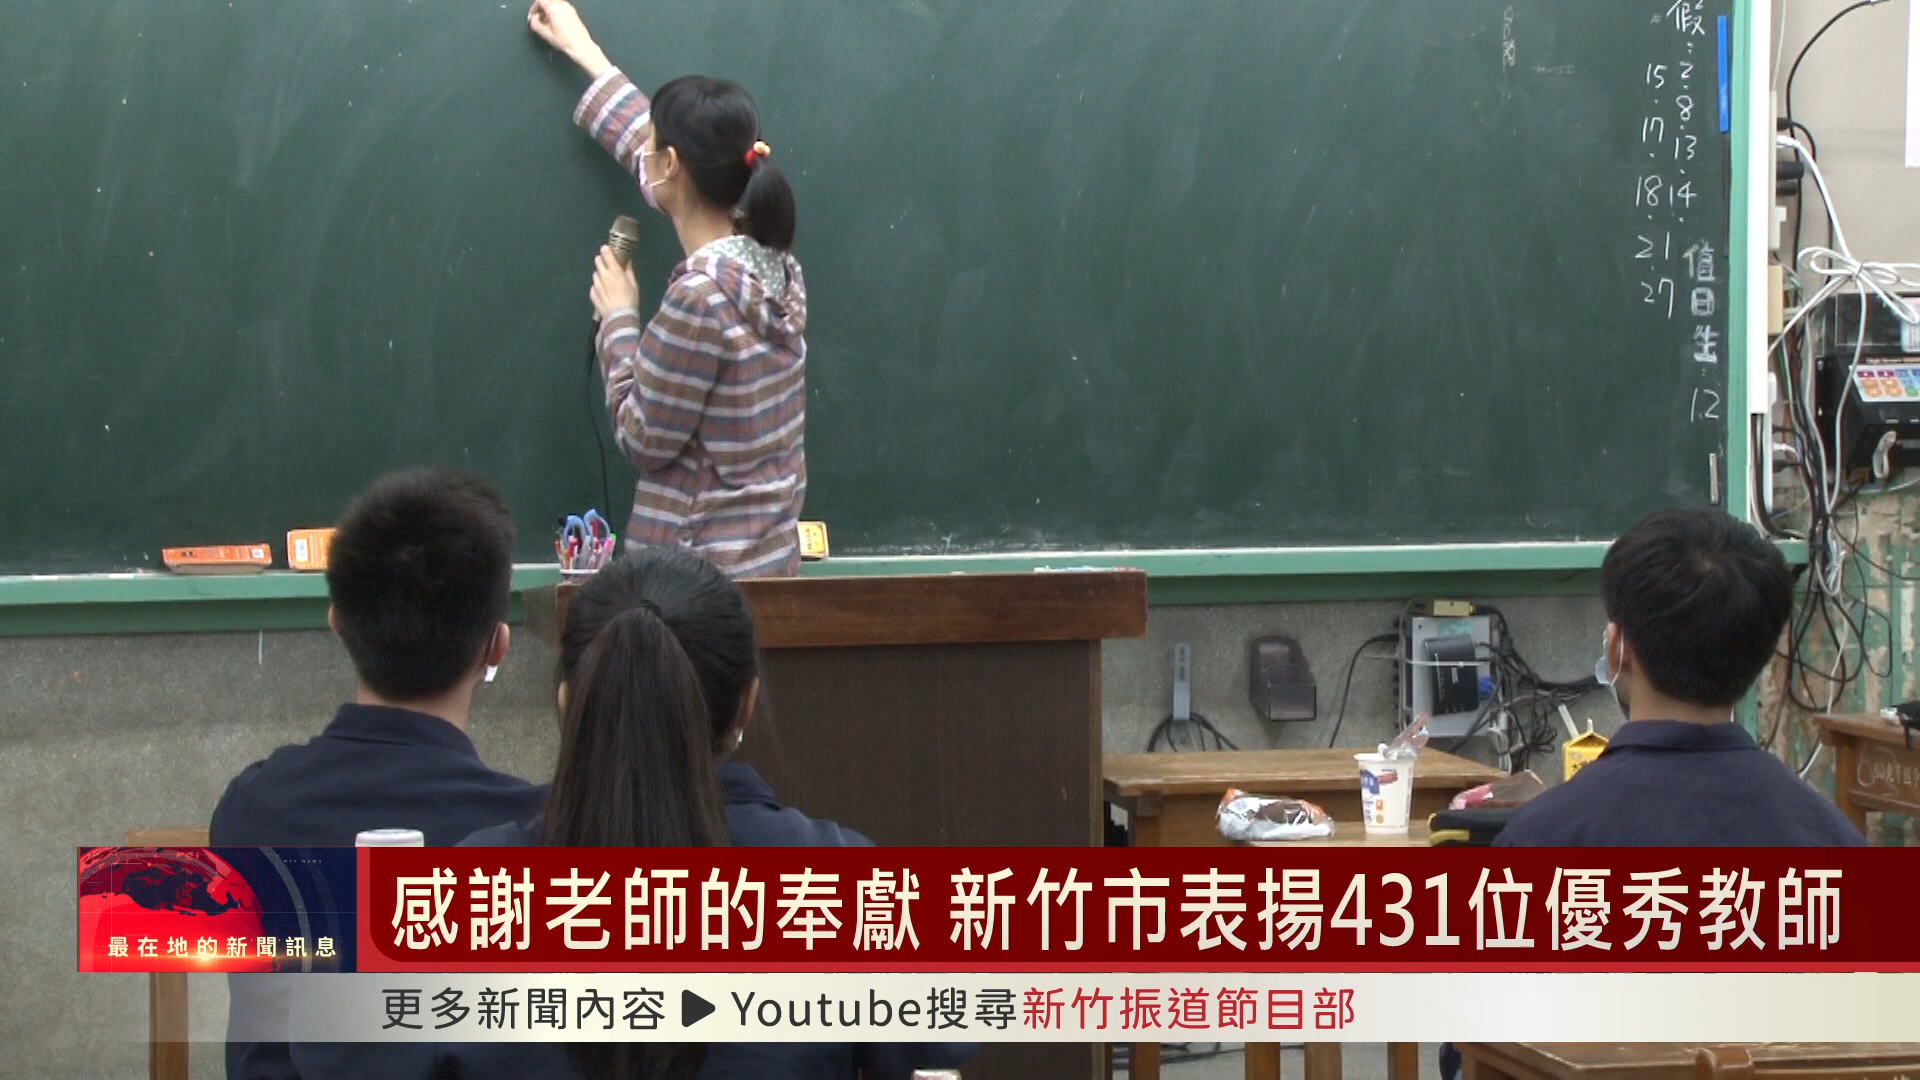 假
15 2
8
17 13
18 14
21
27
值日生
12
最在地的新聞訊息
感謝老師的奉獻 新竹市表揚431位優秀教師
更多新聞內容▶Youtube搜尋新竹振道節目部